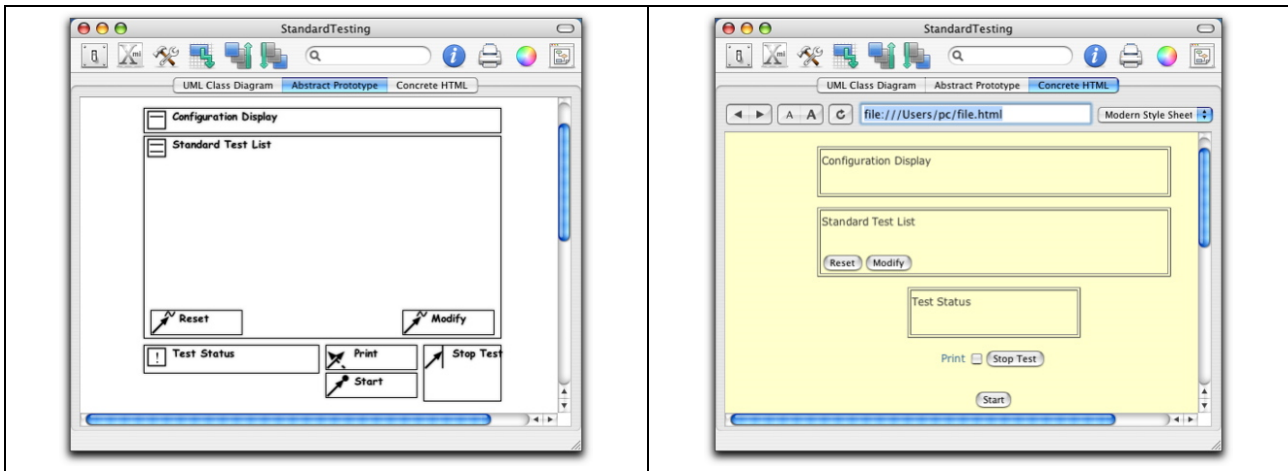 StandardTesting
UML Class Diagram Abstract Prototype Concrete HTML
Configuration Display
Standard Test List
Reset Modify
! Test Status Print Stop Test
Start
StandardTesting
UML Class Diagram Abstract Prototype Concrete HTML
A A file:///Users/pc/file.html Modern Style Sheet
Configuration Display
Standard Test List
Reset Modify
Test Status
Print Stop Test
Start